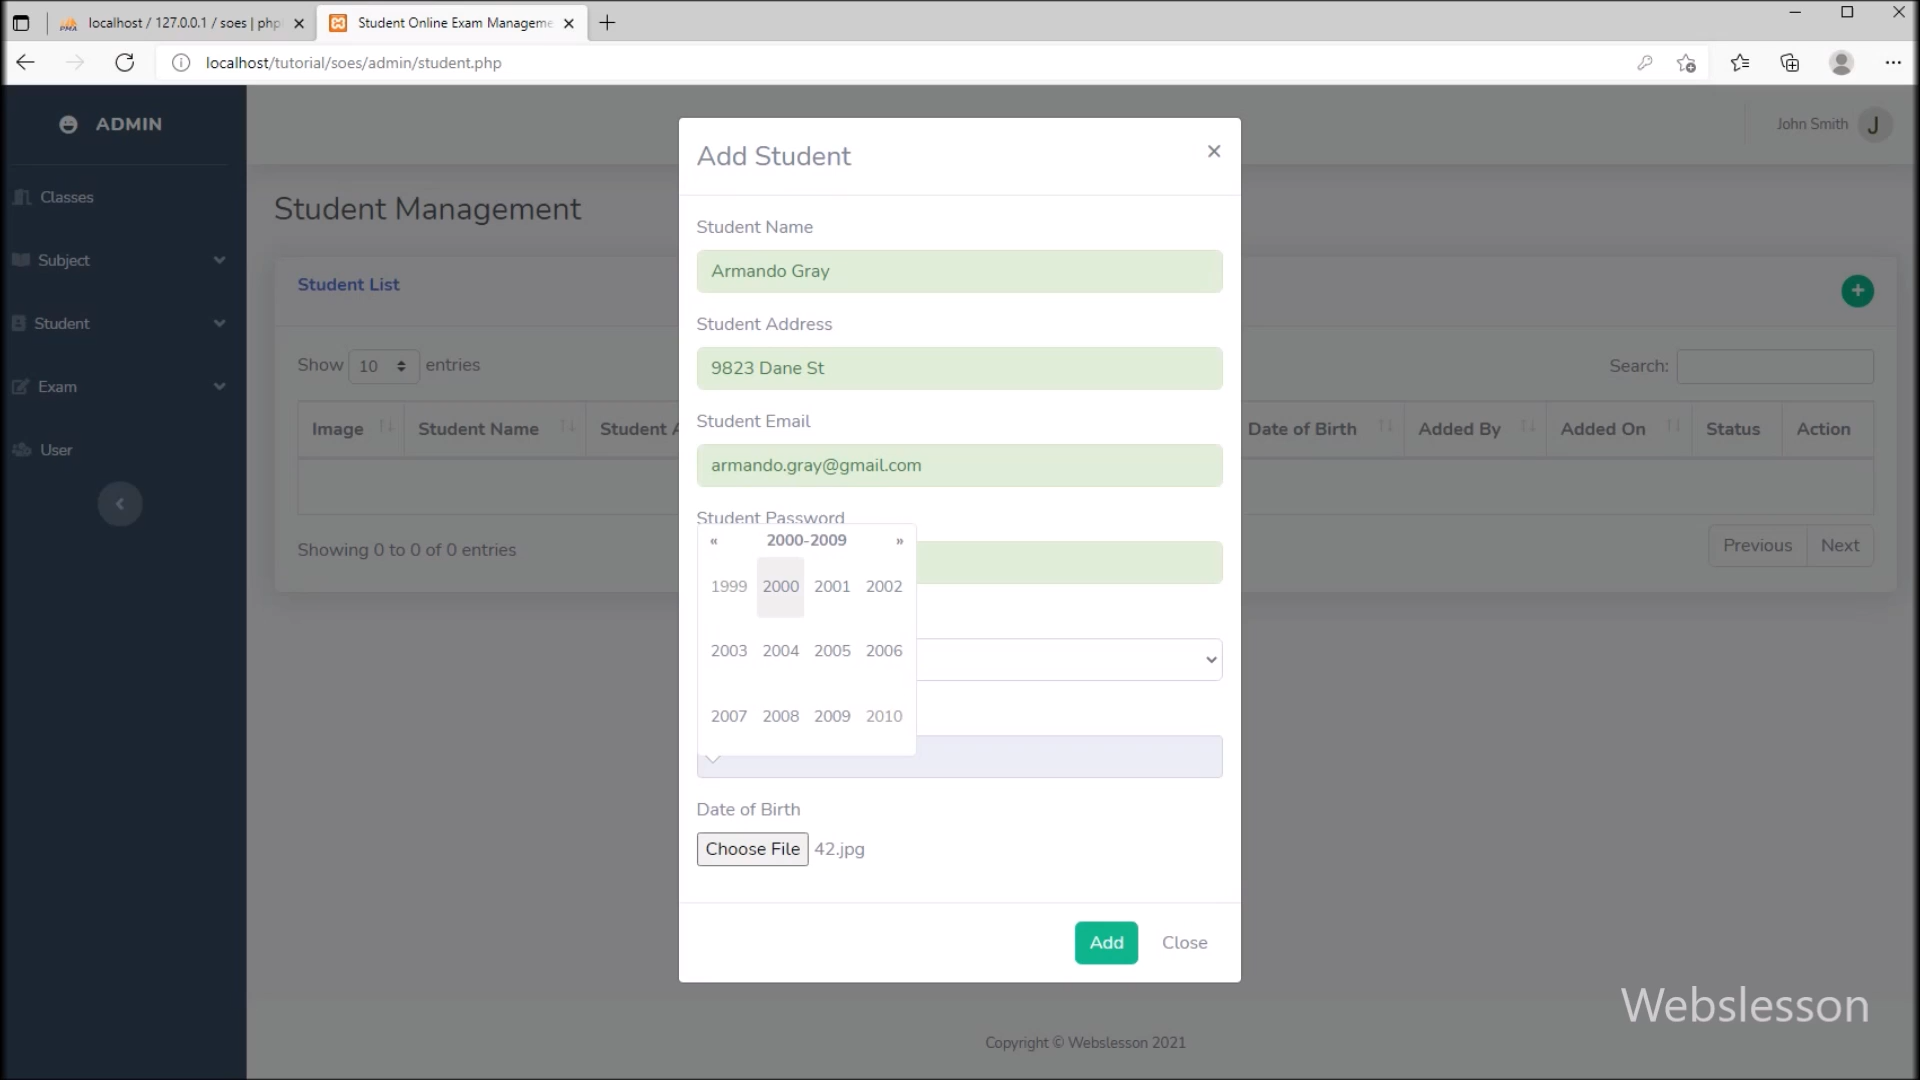 localhost / 127.0.0.1 / soes | php
Student Online Exam Manageme
localhost/tutorial/soes/admin/student.php
ADMIN
John Smith
J
Classes
Subject
Student
Exam
User
Student Management
Student List
Show 10 entries
Search:
Image
Student Name
Student A
Date of Birth
Added By
Added On
Status
Action
Showing 0 to 0 of 0 entries
Previous
Next
Add Student
Student Name
Armando Gray
Student Address
9823 Dane St
Student Email
armando.gray@gmail.com
Student Password
« 2000-2009 »
1999 2000 2001 2002
2003 2004 2005 2006
2007 2008 2009 2010
Date of Birth
Choose File 42.jpg
Add
Close
Webslesson
Copyright © Webslesson 2021